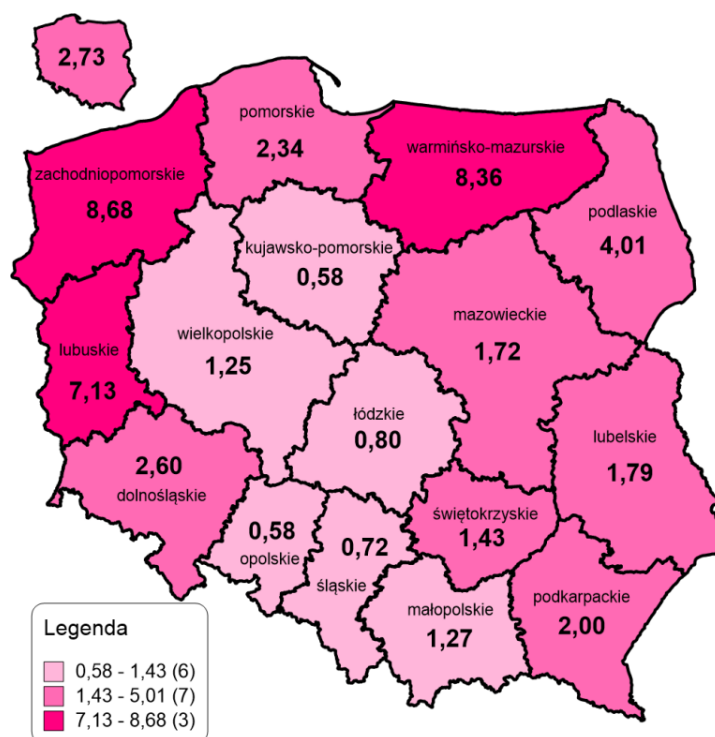 2,73
pomorskie
2,34
warmińsko-mazurskie
8,36
zachodniopomorskie
8,68
podlaskie
4,01
kujawsko-pomorskie
0,58
mazowieckie
1,72
wielkopolskie
1,25
lubuskie
7,13
łódzkie
0,80
lubelskie
1,79
2,60
dolnośląskie
świętokrzyskie
1,43
0,58
opolskie
0,72
śląskie
małopolskie
1,27
podkarpackie
2,00
Legenda
0,58 - 1,43 (6)
1,43 - 5,01 (7)
7,13 - 8,68 (3)